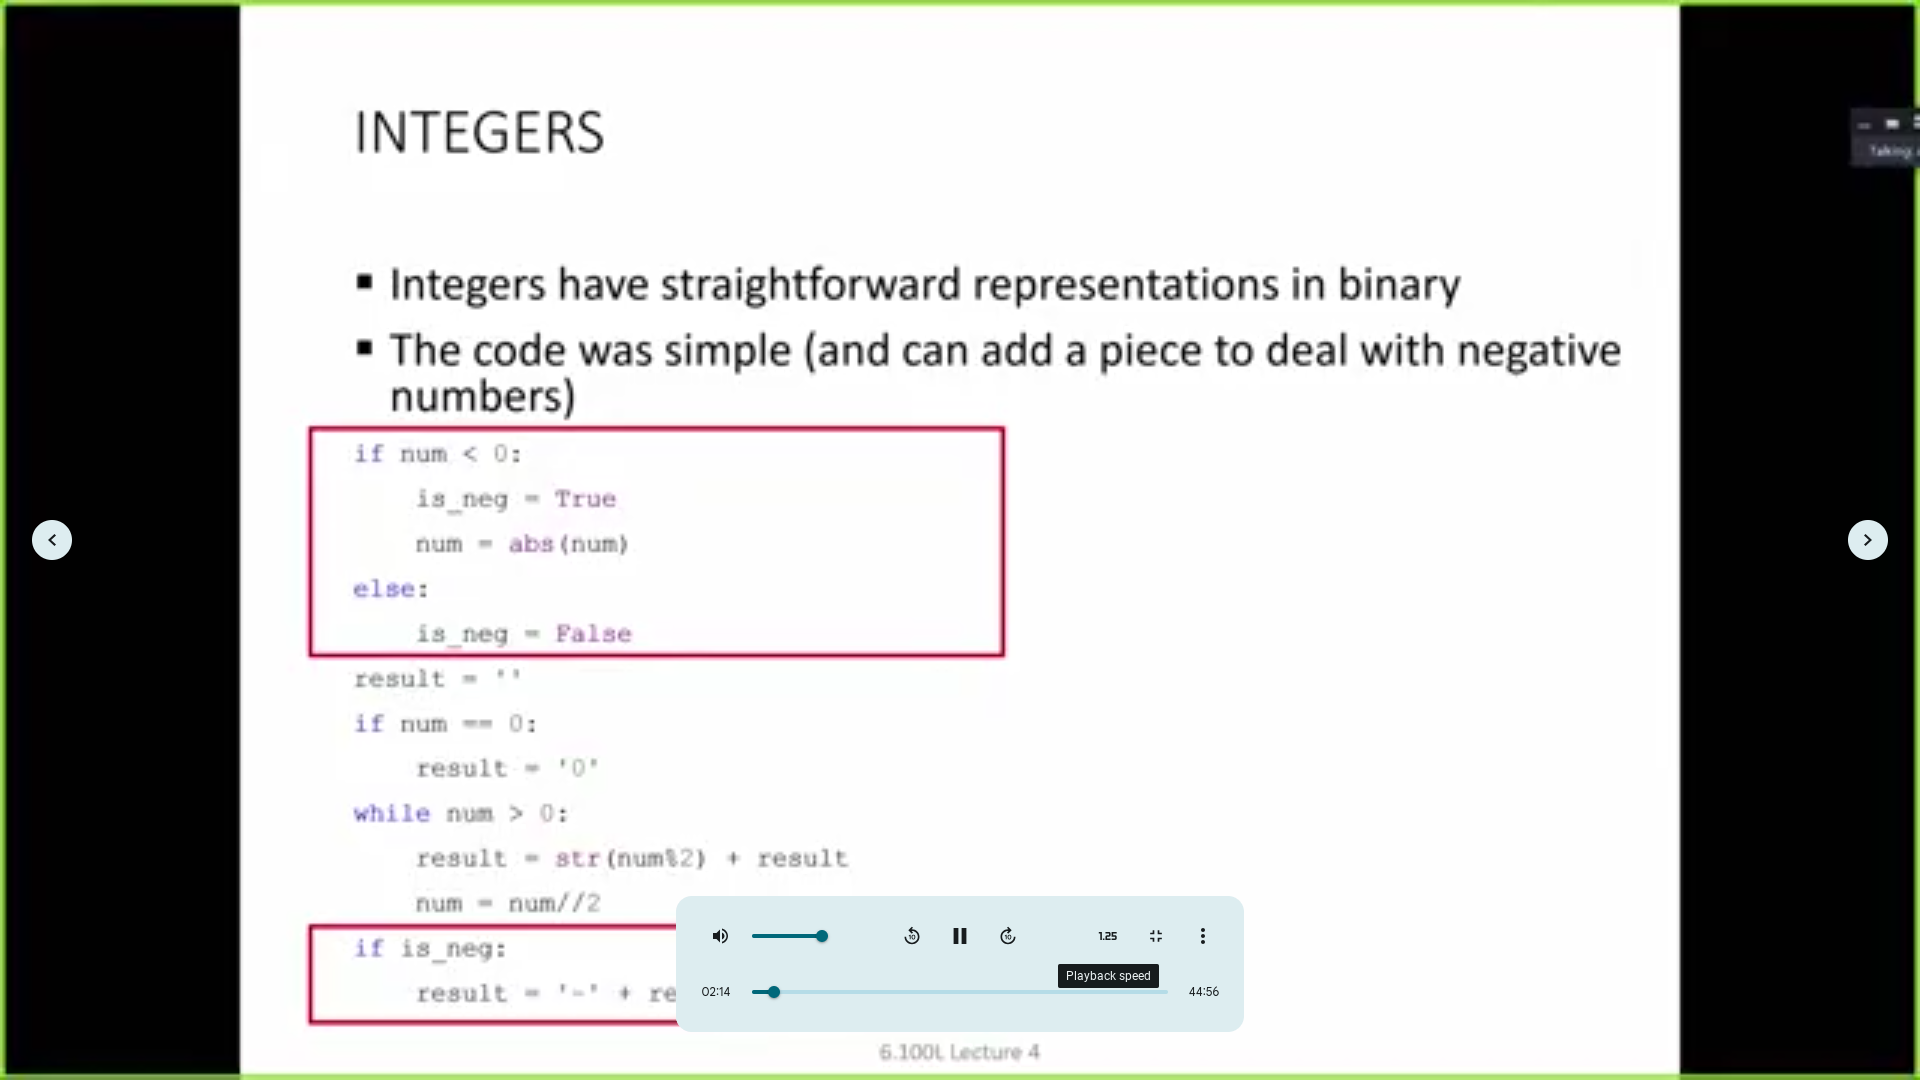 INTEGERS
Talking:
▪ Integers have straightforward representations in binary
▪ The code was simple (and can add a piece to deal with negative
numbers)
if num < 0:
    is_neg = True
    num = abs(num)
else:
    is_neg = False
result = ''
if num == 0:
    result = '0'
while num > 0:
    result = str(num%2) + result
    num = num//2
if is_neg:
    result = '-' + re
10
10
1.25
Playback speed
02:14
44:56
6.100L Lecture 4